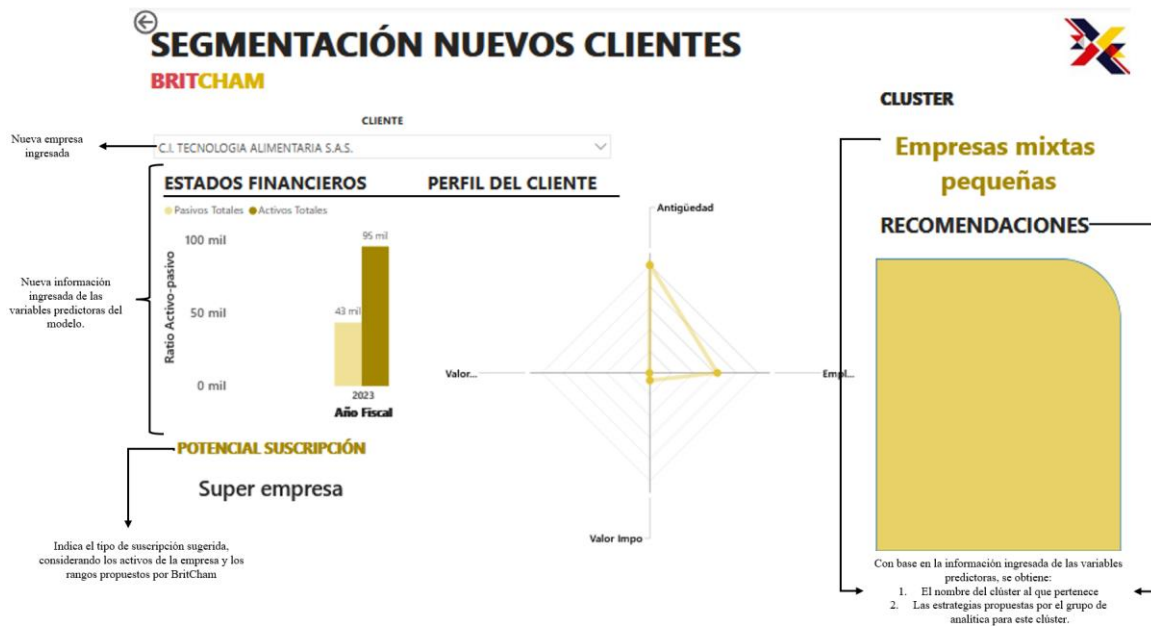 SEGMENTACIÓN NUEVOS CLIENTES
BRITCHAM
CLIENTE
Nueva empresa
ingresada
C.I. TECNOLOGIA ALIMENTARIA S.A.S.
ESTADOS FINANCIEROS
PERFIL DEL CLIENTE
Pasivos Totales Activos Totales
Ratio Activo-pasivo
100 mil
50 mil
0 mil
95 mil
43 mil
2023
Año Fiscal
Nueva información
ingresada de las
variables predictoras del
modelo.
Antigüedad
Valor...
Empl...
Valor Impo
POTENCIAL SUSCRIPCIÓN
Super empresa
Indica el tipo de suscripción sugerida,
considerando los activos de la empresa y los
rangos propuestos por BritCham
CLUSTER
Empresas mixtas
pequeñas
RECOMENDACIONES
Con base en la información ingresada de las variables
predictoras, se obtiene:
1. El nombre del clúster al que pertenece
2. Las estrategias propuestas por el grupo de
analítica para este clúster.